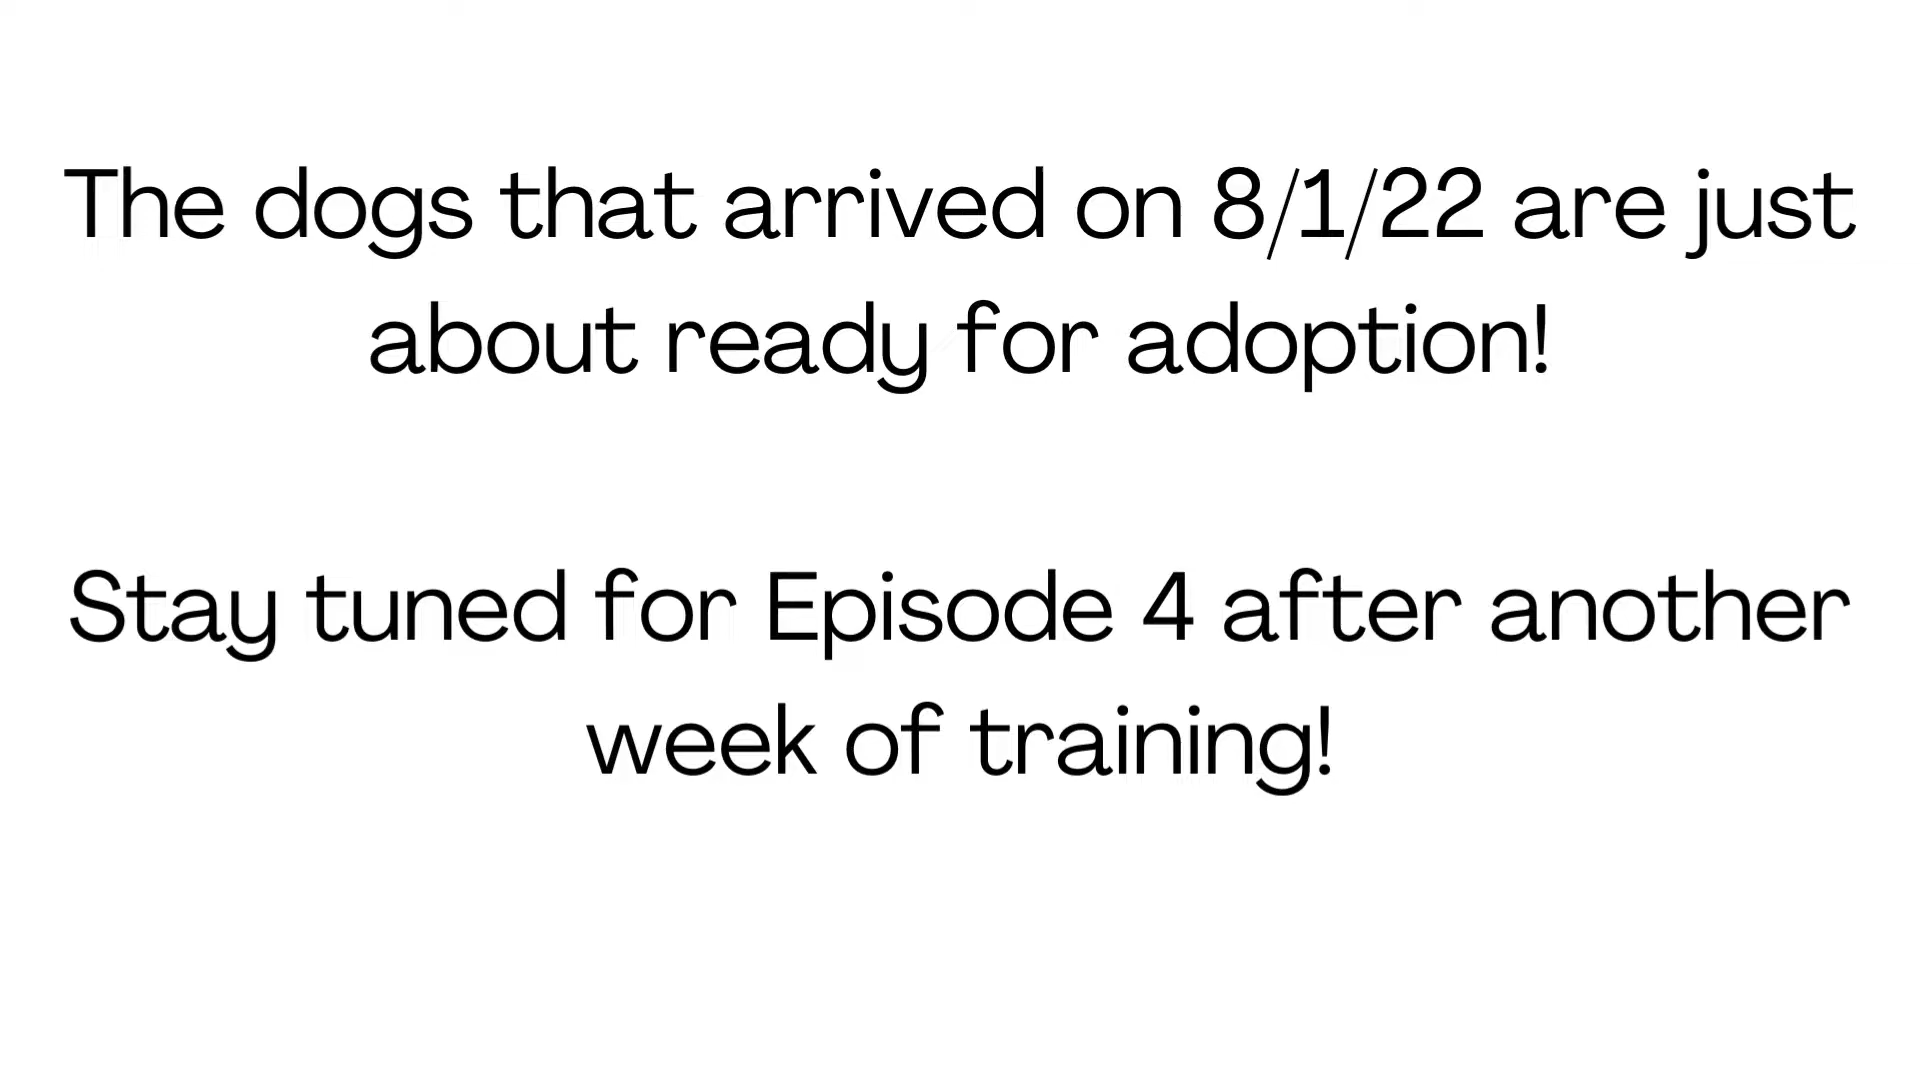 The dogs that arrived on 8/1/22 are just
about ready for adoption!
Stay tuned for Episode 4 after another
week of training!